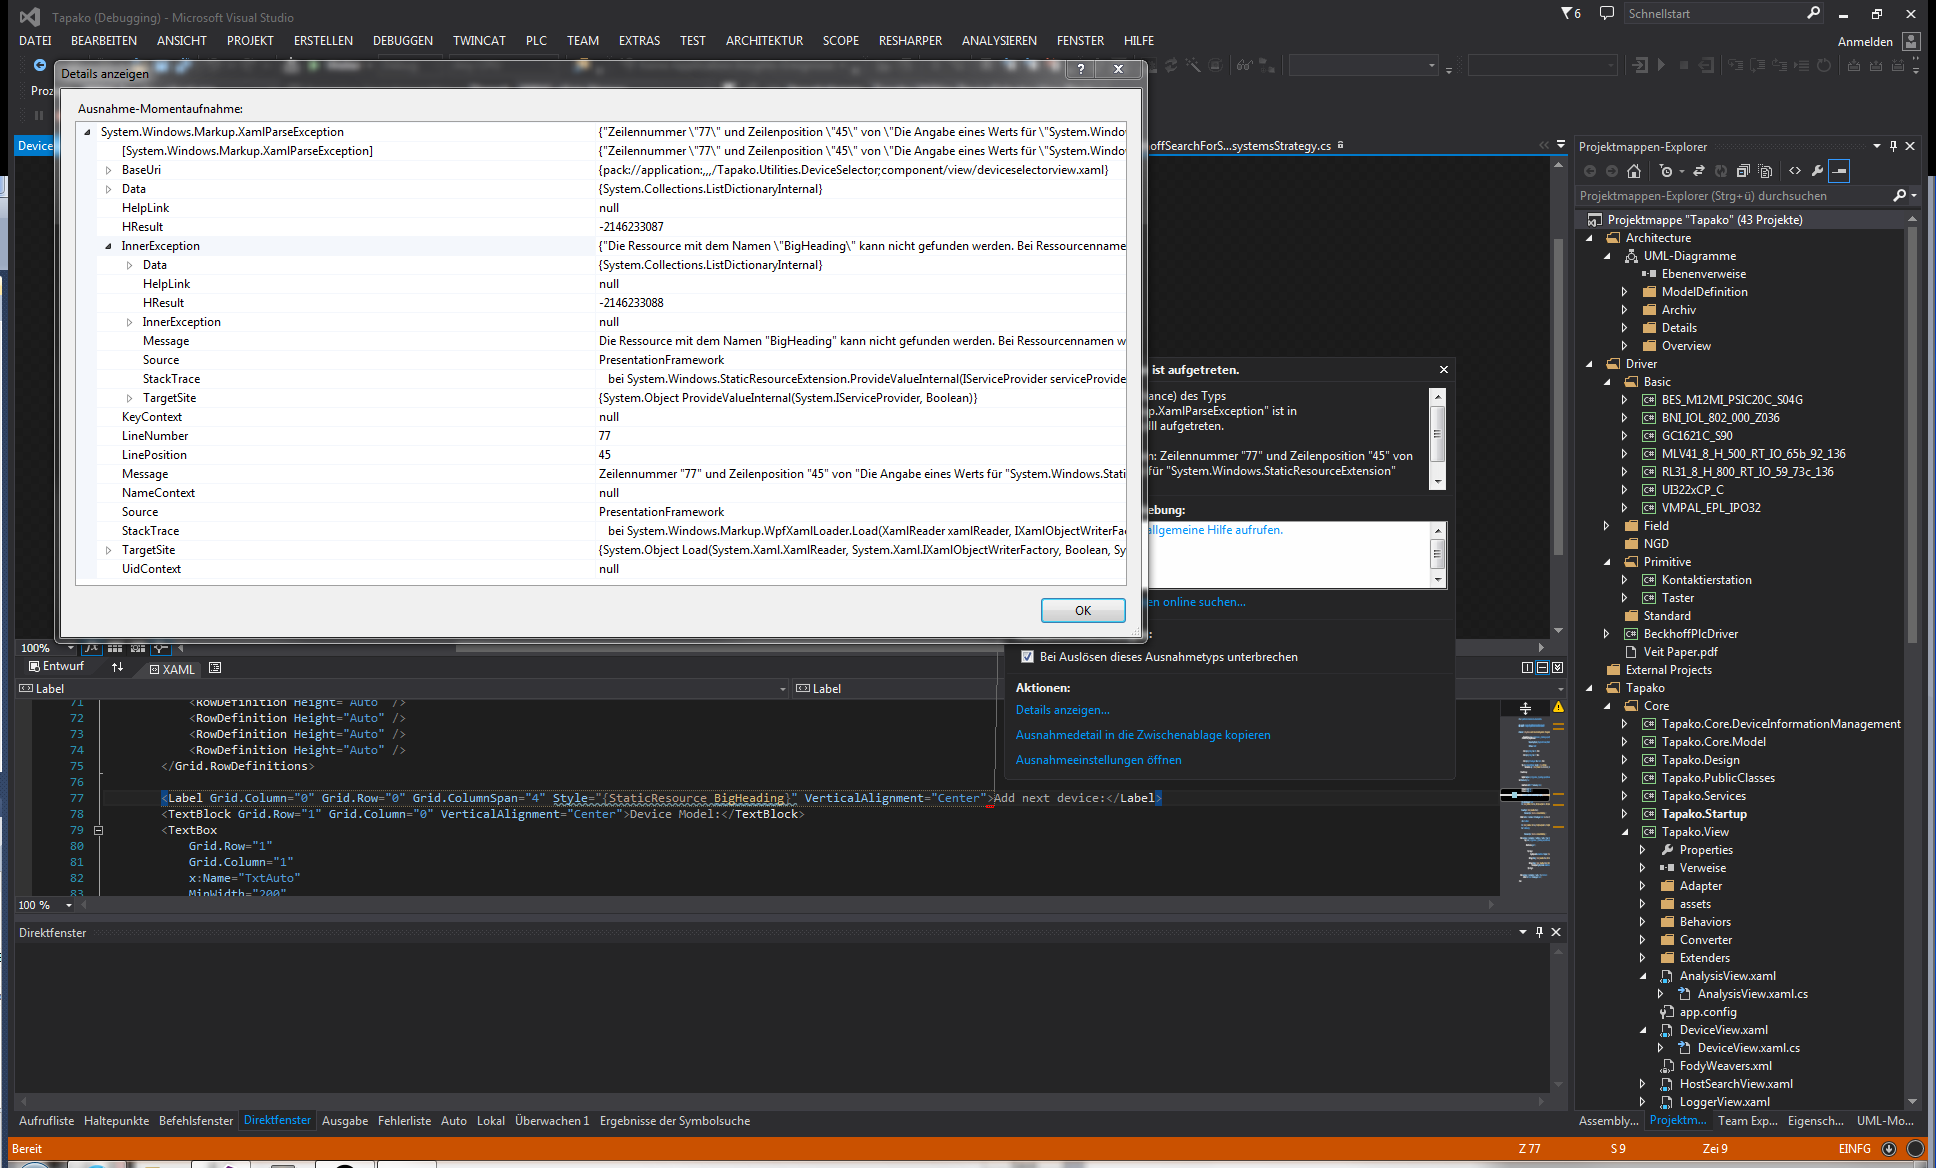 Tapako (Debugging) - Microsoft Visual Studio
6
Schnellstart
DATEI BEARBEITEN ANSICHT PROJEKT ERSTELLEN DEBUGGEN TWINCAT PLC TEAM EXTRAS TEST ARCHITEKTUR SCOPE RESHARPER ANALYSIEREN FENSTER HILFE
Anmelden
Details anzeigen
Proz
Ausnahme-Momentaufnahme:
System.Windows.Markup.XamlParseException {"Zeilennummer \"77\" und Zeilenposition \"45\" von \"Die Angabe eines Werts für \"System.Windo
[System.Windows.Markup.XamlParseException] {"Zeilennummer \"77\" und Zeilenposition \"45\" von \"Die Angabe eines Werts für \"System.Windo
BaseUri {pack://application:,,,/Tapako.Utilities.DeviceSelector;component/view/deviceselectorview.xaml}
Data {System.Collections.ListDictionaryInternal}
HelpLink null
HResult -2146233087
InnerException {"Die Ressource mit dem Namen \"BigHeading\" kann nicht gefunden werden. Bei Ressourcenname
Data {System.Collections.ListDictionaryInternal}
HelpLink null
HResult -2146233088
InnerException null
Message Die Ressource mit dem Namen "BigHeading" kann nicht gefunden werden. Bei Ressourcennamen w
Source PresentationFramework
StackTrace bei System.Windows.StaticResourceExtension.ProvideValueInternal(IServiceProvider serviceProvide
TargetSite {System.Object ProvideValueInternal(System.IServiceProvider, Boolean)}
KeyContext null
LineNumber 77
LinePosition 45
Message Zeilennummer "77" und Zeilenposition "45" von "Die Angabe eines Werts für "System.Windows.Stati
NameContext null
Source PresentationFramework
StackTrace bei System.Windows.Markup.WpfXamlLoader.Load(XamlReader xamlReader, IXamlObjectWriterFac
TargetSite {System.Object Load(System.Xaml.XamlReader, System.Xaml.IXamlObjectWriterFactory, Boolean, Sy
UidContext null
OK
Device
offSearchForS...systemsStrategy.cs
ist aufgetreten.
ance) des Typs
p.XamlParseException" ist in
ll aufgetreten.
n: Zeilennummer "77" und Zeilenposition "45" von
für "System.Windows.StaticResourceExtension"
ebung:
allgemeine Hilfe aufrufen.
en online suchen...
Bei Auslösen dieses Ausnahmetyps unterbrechen
Aktionen:
Details anzeigen...
Ausnahmedetail in die Zwischenablage kopieren
Ausnahmeeinstellungen öffnen
100%
Entwurf XAML
Label Label
71 <RowDefinition Height="Auto" />
72 <RowDefinition Height="Auto" />
73 <RowDefinition Height="Auto" />
74 <RowDefinition Height="Auto" />
75 </Grid.RowDefinitions>
76
77 <Label Grid.Column="0" Grid.Row="0" Grid.ColumnSpan="4" Style="{StaticResource BigHeading}" VerticalAlignment="Center">Add next device:</Label>
78 <TextBlock Grid.Row="1" Grid.Column="0" VerticalAlignment="Center">Device Model:</TextBlock>
79 <TextBox
80 Grid.Row="1"
81 Grid.Column="1"
82 x:Name="TxtAuto"
83 MinWidth="200"
100 %
Direktfenster
Aufrufliste Haltepunkte Befehlsfenster Direktfenster Ausgabe Fehlerliste Auto Lokal Überwachen 1 Ergebnisse der Symbolsuche
Projektmappen-Explorer
Projektmappen-Explorer (Strg+ü) durchsuchen
Projektmappe "Tapako" (43 Projekte)
Architecture
UML-Diagramme
Ebenenverweise
ModelDefinition
Archiv
Details
Overview
Driver
Basic
BES_M12MI_PSIC20C_S04G
BNI_IOL_802_000_Z036
GC1621C_S90
MLV41_8_H_500_RT_IO_65b_92_136
RL31_8_H_800_RT_IO_59_73c_136
UI322xCP_C
VMPAL_EPL_IPO32
Field
NGD
Primitive
Kontaktierstation
Taster
Standard
BeckhoffPlcDriver
Veit Paper.pdf
External Projects
Tapako
Core
Tapako.Core.DeviceInformationManagement
Tapako.Core.Model
Tapako.Design
Tapako.PublicClasses
Tapako.Services
Tapako.Startup
Tapako.View
Properties
Verweise
Adapter
assets
Behaviors
Converter
Extenders
AnalysisView.xaml
AnalysisView.xaml.cs
app.config
DeviceView.xaml
DeviceView.xaml.cs
FodyWeavers.xml
HostSearchView.xaml
LoggerView.xaml
Assembly... Projektm... Team Exp... Eigensch... UML-Mo...
Bereit Z 77 S 9 Zei 9 EINFG